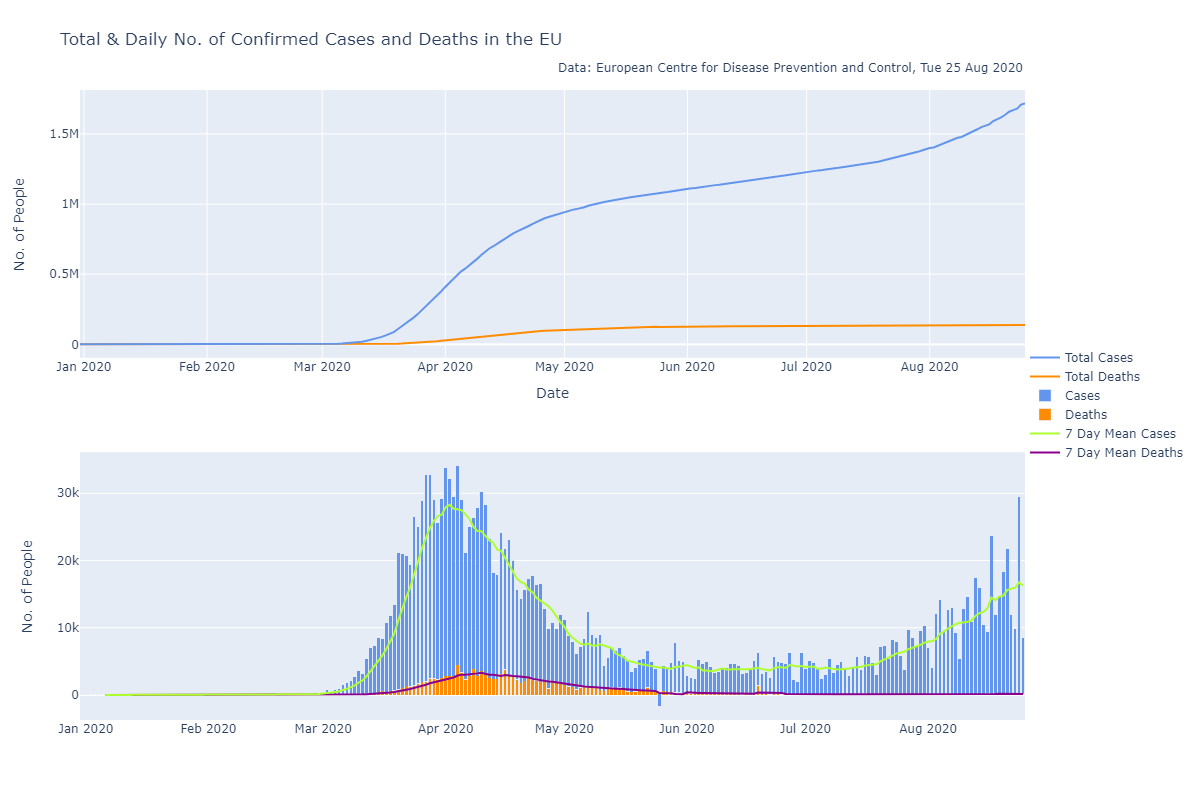 Total & Daily No. of Confirmed Cases and Deaths in the EU
Data: European Centre for Disease Prevention and Control, Tue 25 Aug 2020
No. of People
1.5M
1M
0.5M
0
Jan 2020 Feb 2020 Mar 2020 Apr 2020 May 2020 Jun 2020 Jul 2020 Aug 2020
Date
Total Cases
Total Deaths
Cases
Deaths
7 Day Mean Cases
7 Day Mean Deaths
No. of People
30k
20k
10k
0
Jan 2020 Feb 2020 Mar 2020 Apr 2020 May 2020 Jun 2020 Jul 2020 Aug 2020